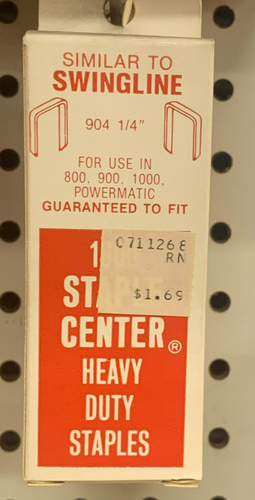 SIMILAR TO
SWINGLINE
904 1/4"
FOR USE IN
800, 900, 1000,
POWERMATIC
GUARANTEED TO FIT
0711268
RN
$1.69
CENTER®
HEAVY
DUTY
STAPLES